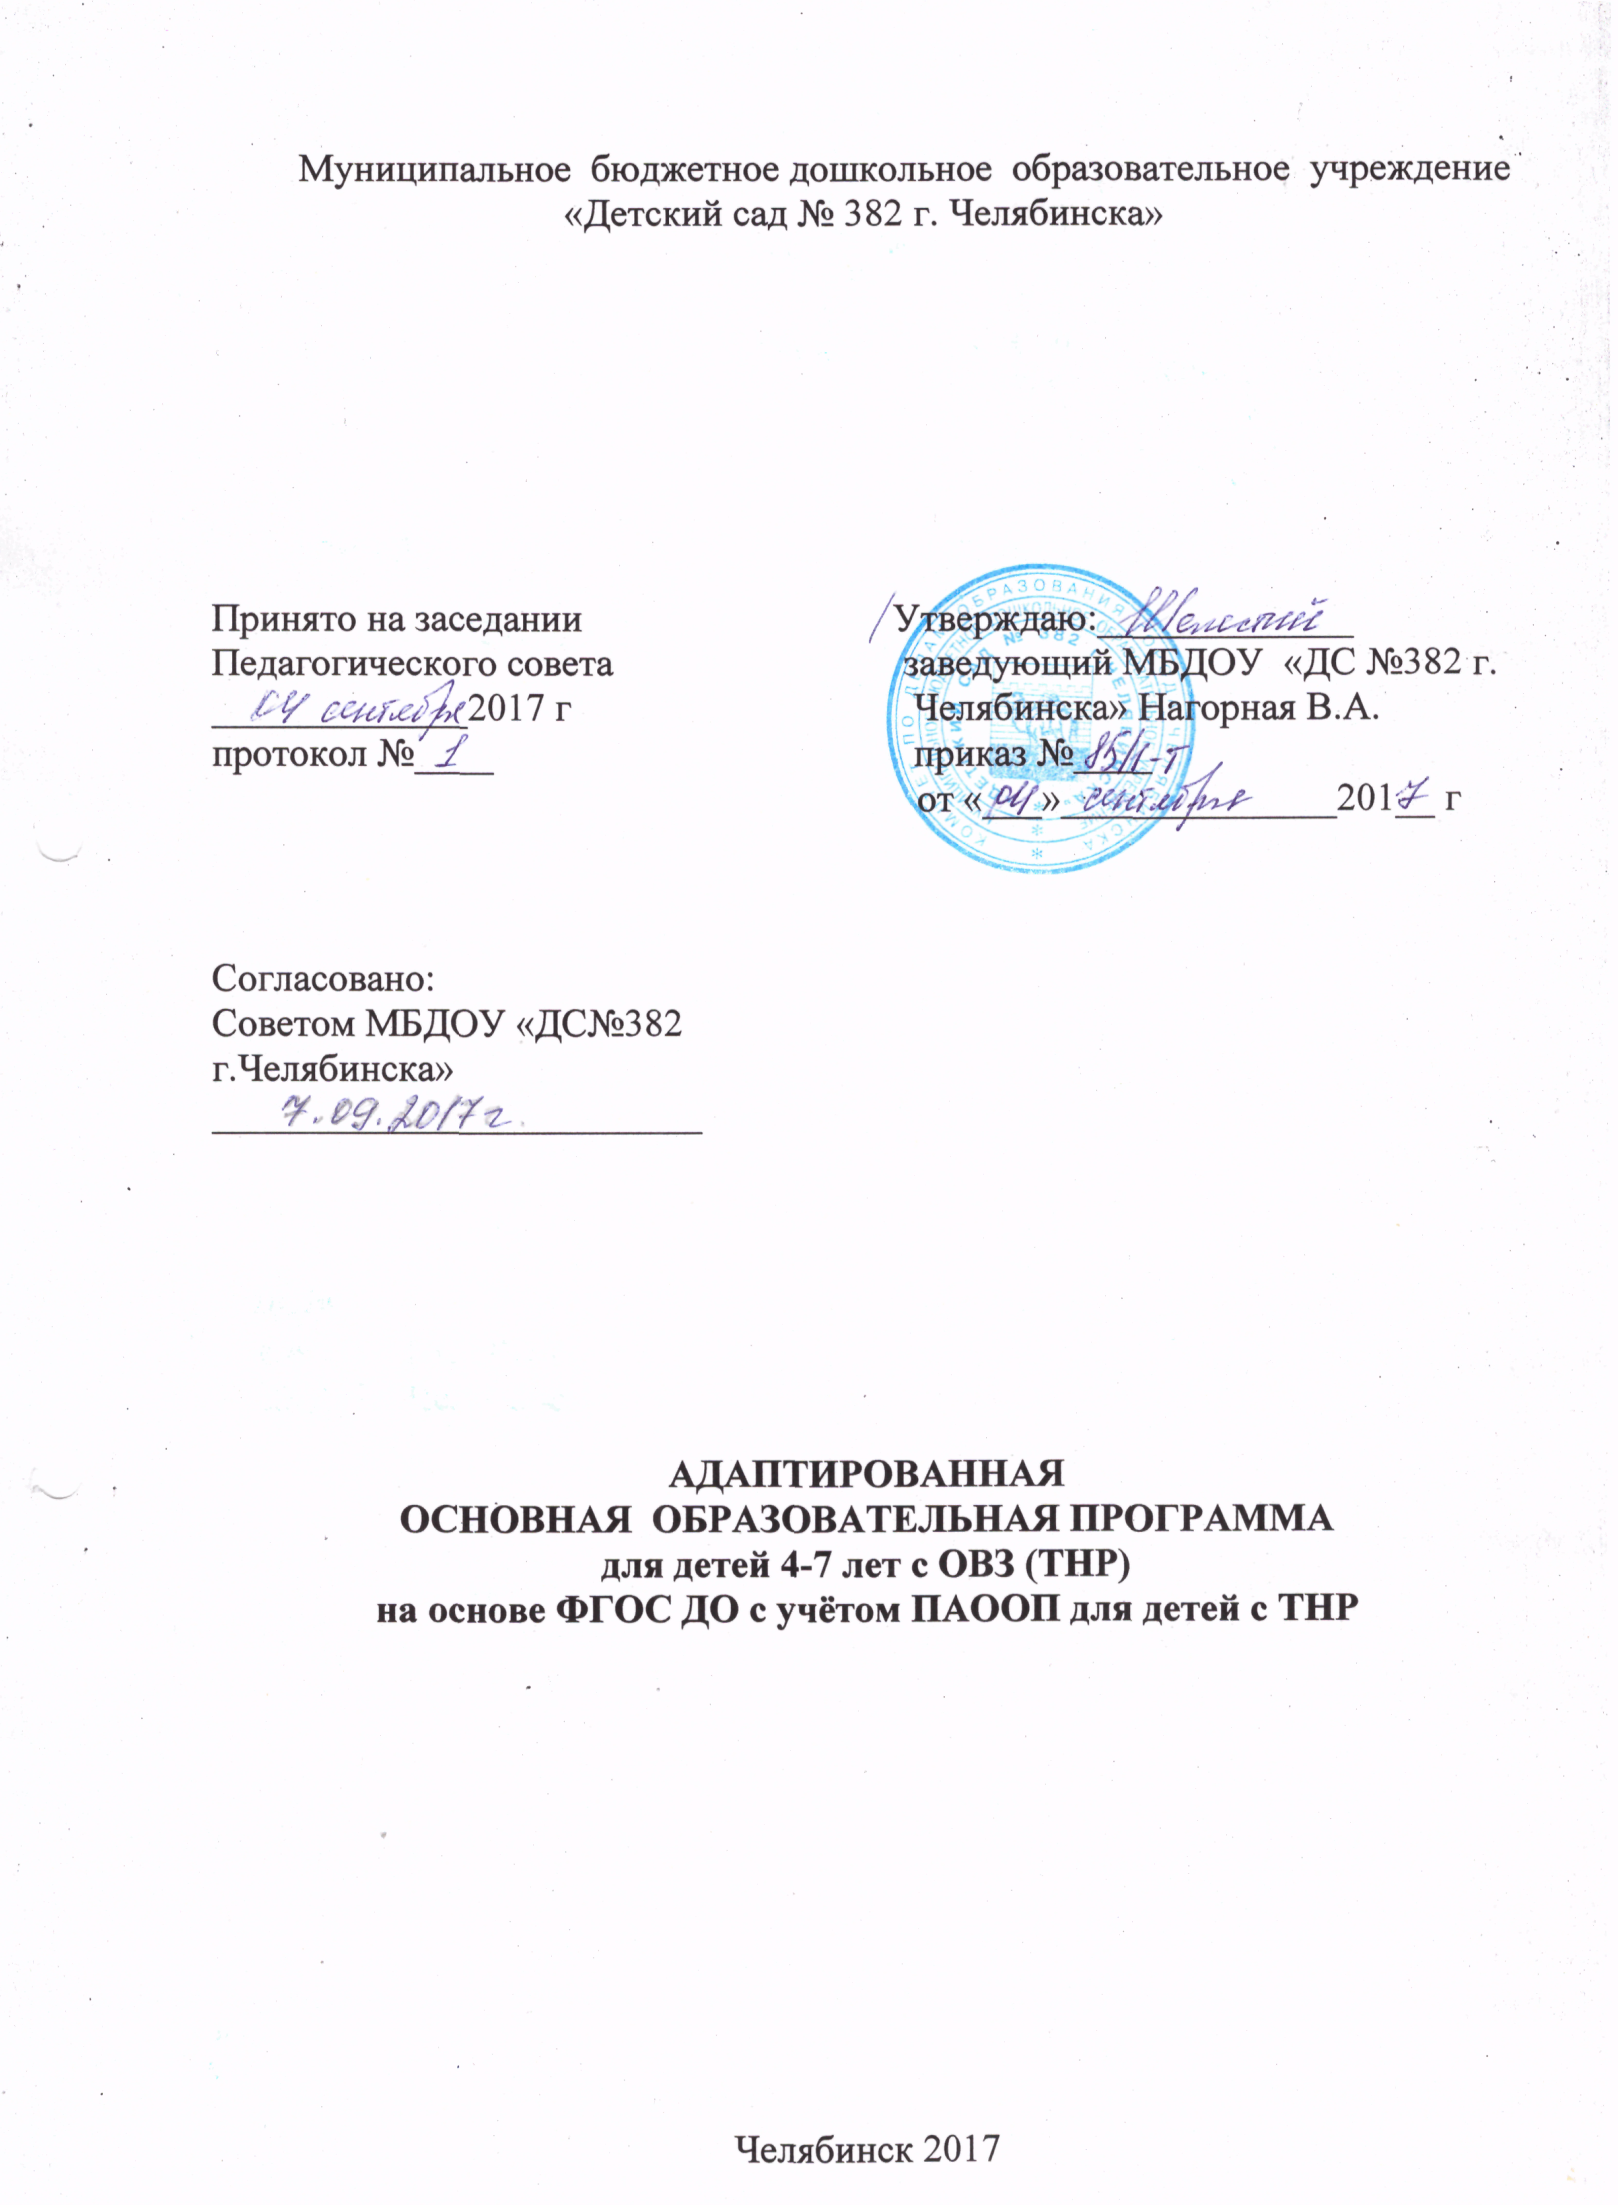 Муниципальное бюджетное дошкольное образовательное учреждение
«Детский сад № 382 г. Челябинска»
Принято на заседании
Педагогического совета
04 сентября 2017 г
протокол № 1
Утверждаю:
заведующий МБДОУ «ДС №382 г.
Челябинска» Нагорная В.А.
приказ № 85/1-Т
от « 04 » сентября 2017 г
Согласовано:
Советом МБДОУ «ДС№382
г.Челябинска»
7.09.2017г.
АДАПТИРОВАННАЯ
ОСНОВНАЯ ОБРАЗОВАТЕЛЬНАЯ ПРОГРАММА
для детей 4-7 лет с ОВЗ (ТНР)
на основе ФГОС ДО с учётом ПАООП для детей с ТНР
Челябинск 2017